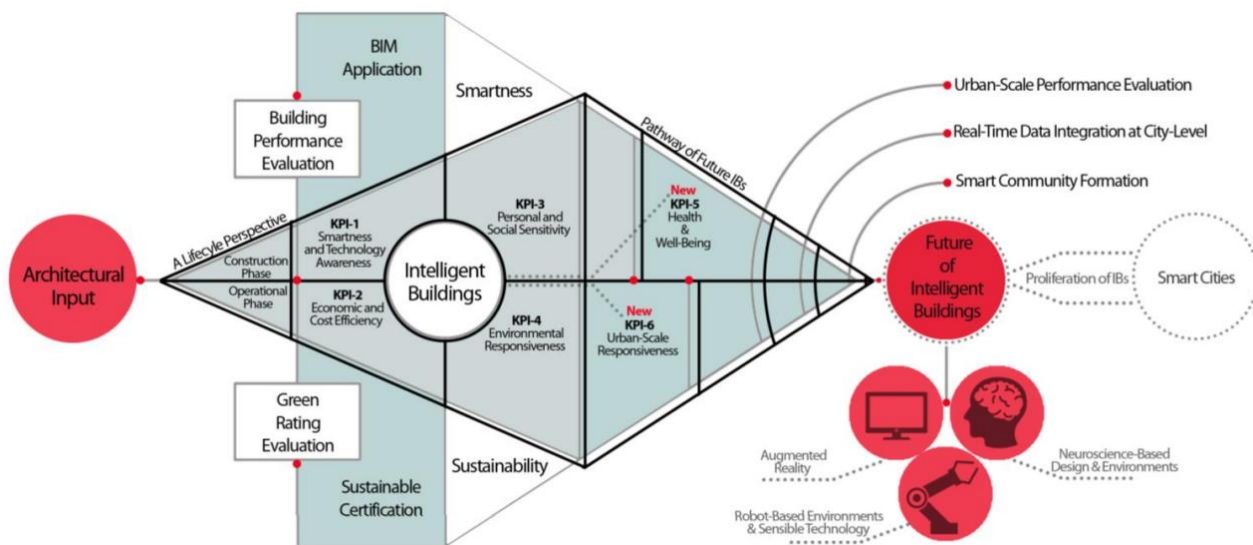 BIM
Application
Building
Performance
Evaluation
Smartness
Pathway of Future IBs
Urban-Scale Performance Evaluation
Real-Time Data Integration at City-Level
Smart Community Formation
Architectural
Input
A Lifecyle Perspective
Construction
Phase
Operational
Phase
KPI-1
Smartness
and Technology
Awareness
KPI-2
Economic and
Cost Efficiency
Intelligent
Buildings
KPI-3
Personal and
Social Sensitivity
KPI-4
Environmental
Responsiveness
New
KPI-5
Health
&
Well-Being
New
KPI-6
Urban-Scale
Responsiveness
Future
of
Intelligent
Buildings
Proliferation of IBs
Smart Cities
Green
Rating
Evaluation
Sustainability
Sustainable
Certification
Augmented
Reality
Neuroscience-Based
Design & Environments
Robot-Based Environments
& Sensible Technology